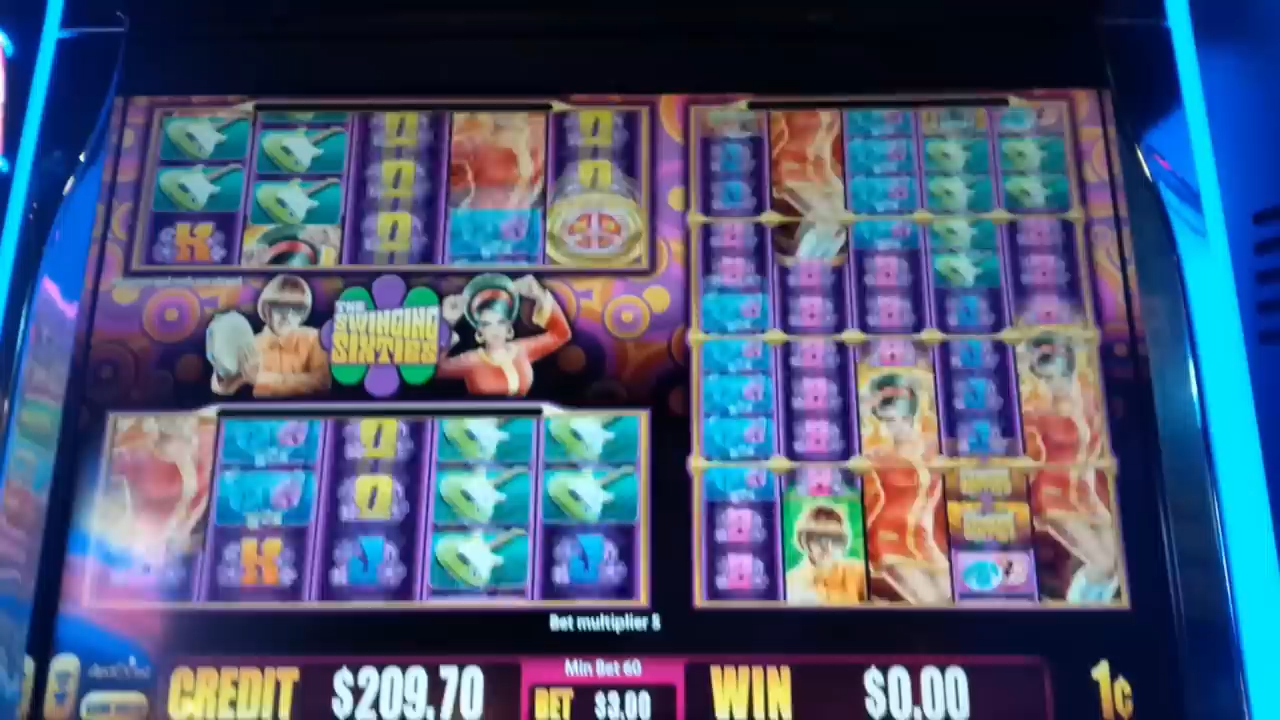 THE
SWINGING
SIXTIES
Bet multiplier 5
CREDIT $209.70
Min Bet 60
BET $3.00
WIN $0.00
1¢